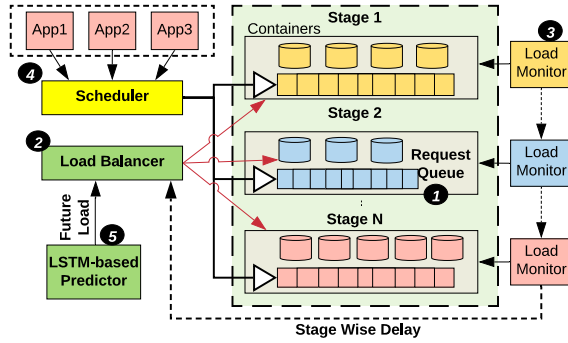 App1
App2
App3
4
Scheduler
2
Load Balancer
Future
Load
5
LSTM-based
Predictor
Stage 1
Containers
Stage 2
Request
Queue
1
Stage N
3
Load
Monitor
Load
Monitor
Load
Monitor
Stage Wise Delay